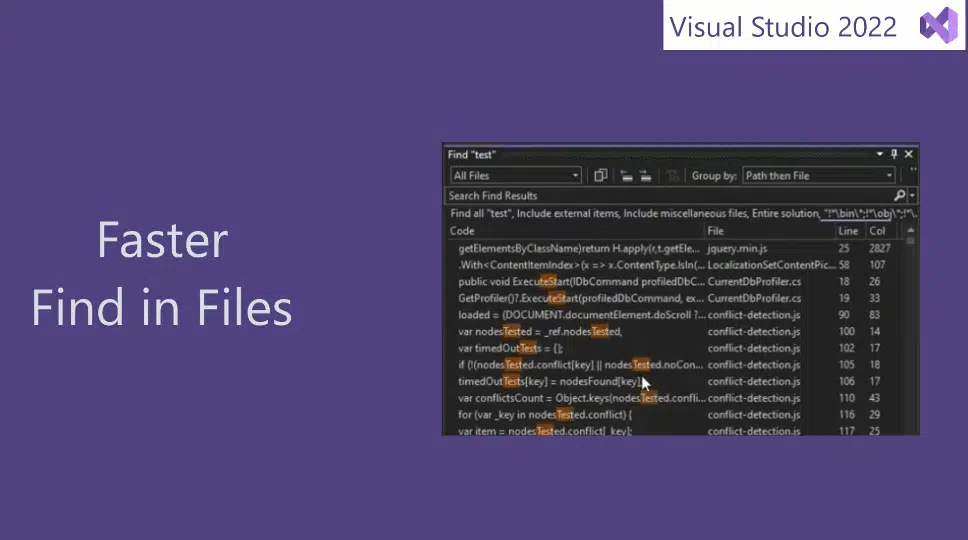 Visual Studio 2022
Faster
Find in Files
Find "test"
All Files
Group by: Path then File
Search Find Results
Find all "test", Include external items, Include miscellaneous files, Entire solution, "!*\bin\*;!*\obj\*;!*\.
Code File Line Col
getElementsByClassName)return H.apply(r,t.getEle... jquery.min.js 25 2827
.With<ContentItemIndex>(x => x.ContentType.IsIn(... LocalizationSetContentPic... 58 107
public void ExecuteStart(IDbCommand profiledDbC... CurrentDbProfiler.cs 18 26
GetProfiler()?.ExecuteStart(profiledDbCommand, ex... CurrentDbProfiler.cs 19 33
loaded = (DOCUMENT.documentElement.doScroll ?... conflict-detection.js 90 83
var nodesTested = _ref.nodesTested, conflict-detection.js 100 14
var timedOutTests = {}; conflict-detection.js 102 17
if (!(nodesTested.conflict[key] || nodesTested.noCon... conflict-detection.js 105 18
timedOutTests[key] = nodesFound[key]; conflict-detection.js 106 17
var conflictsCount = Object.keys(nodesTested.confli... conflict-detection.js 110 43
for (var _key in nodesTested.conflict) { conflict-detection.js 116 29
var item = nodesTested.conflict[_key]; conflict-detection.js 117 25